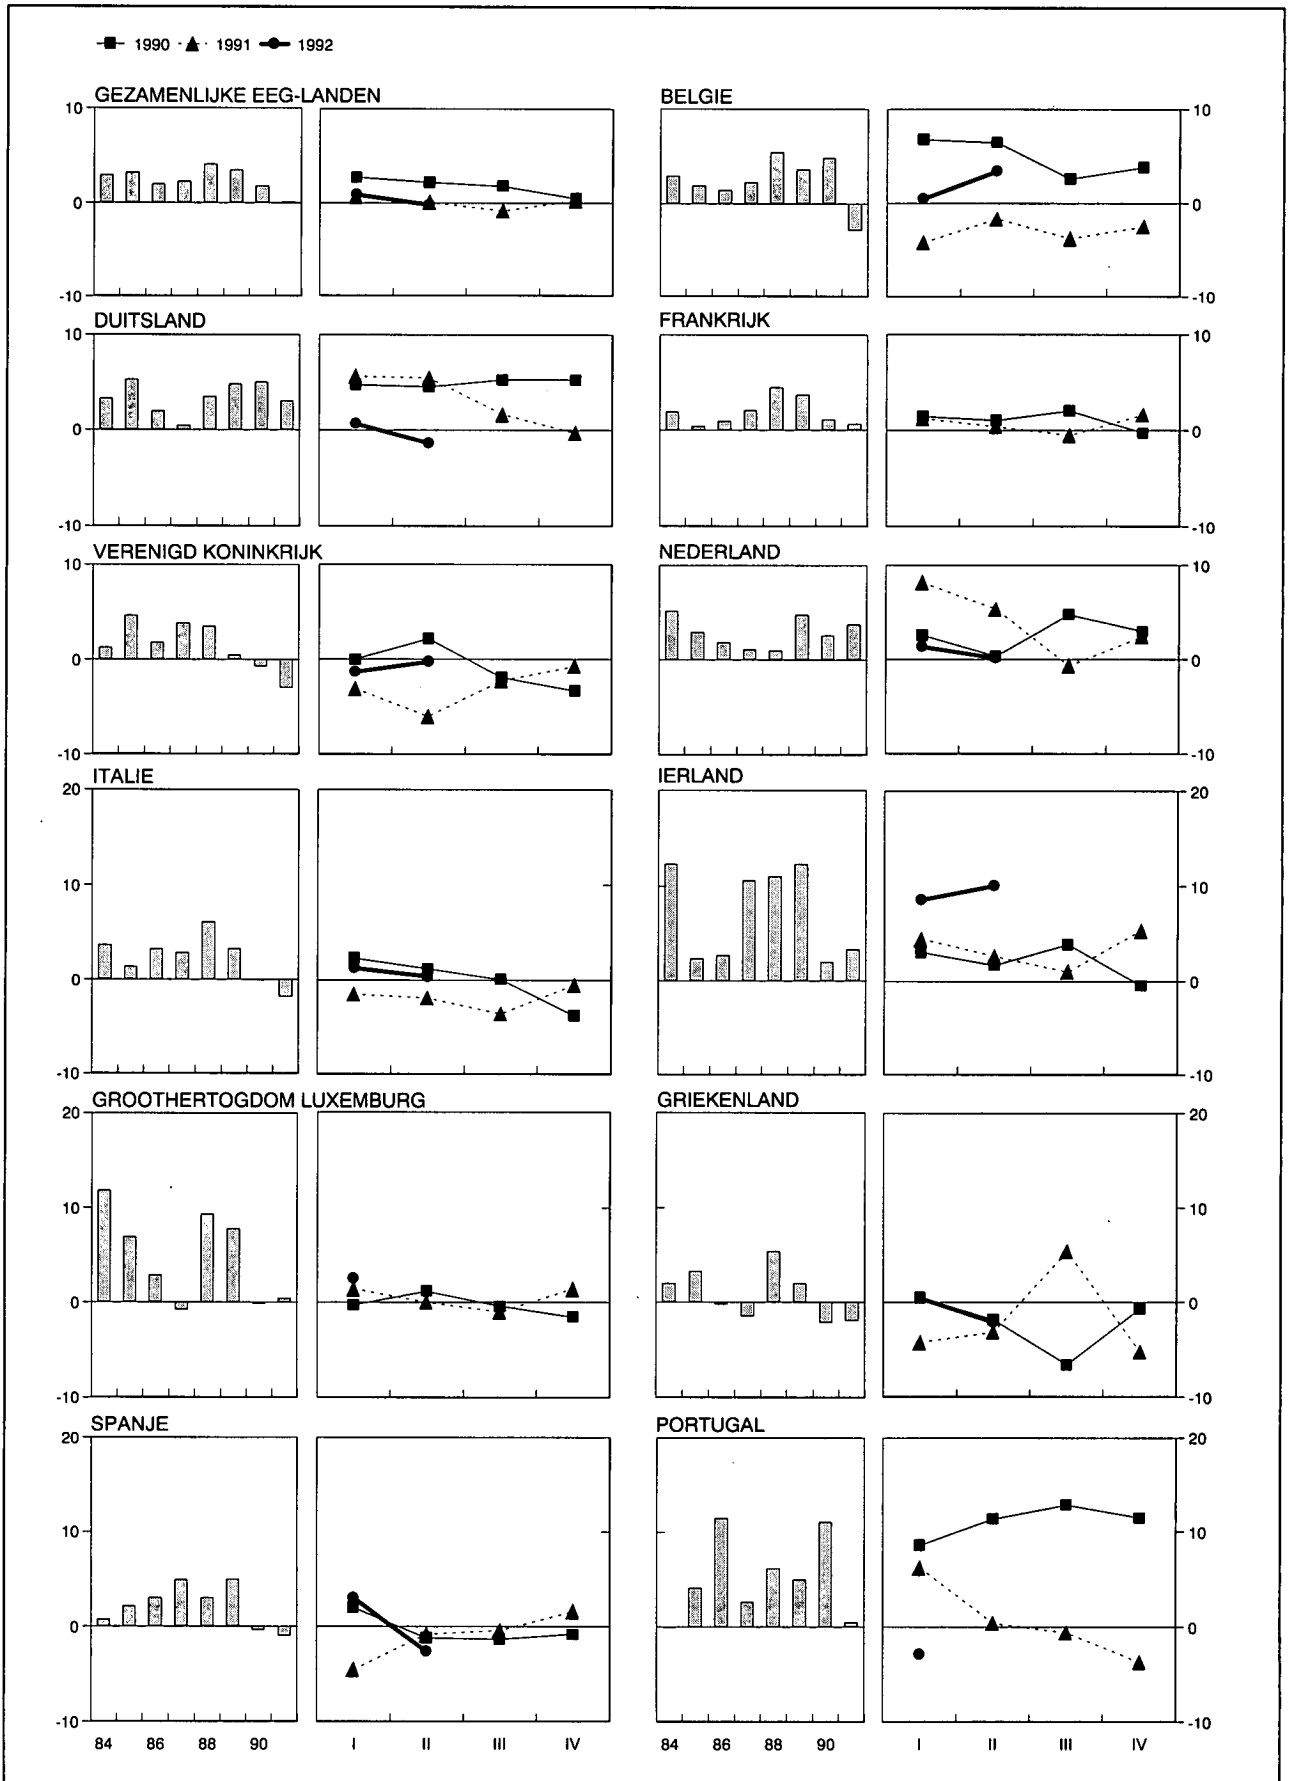 1990 1991 1992
GEZAMENLIJKE EEG-LANDEN BELGIE
10 10
0 0
-10 -10
DUITSLAND FRANKRIJK
10 10
0 0
-10 -10
VERENIGD KONINKRIJK NEDERLAND
10 10
0 0
-10 -10
ITALIE IERLAND
20 20
10 10
0 0
-10 -10
GROOTHERTOGDOM LUXEMBURG GRIEKENLAND
20 20
10 10
0 0
-10 -10
SPANJE PORTUGAL
20 20
10 10
0 0
-10 -10
84 86 88 90 I II III IV 84 86 88 90 I II III IV